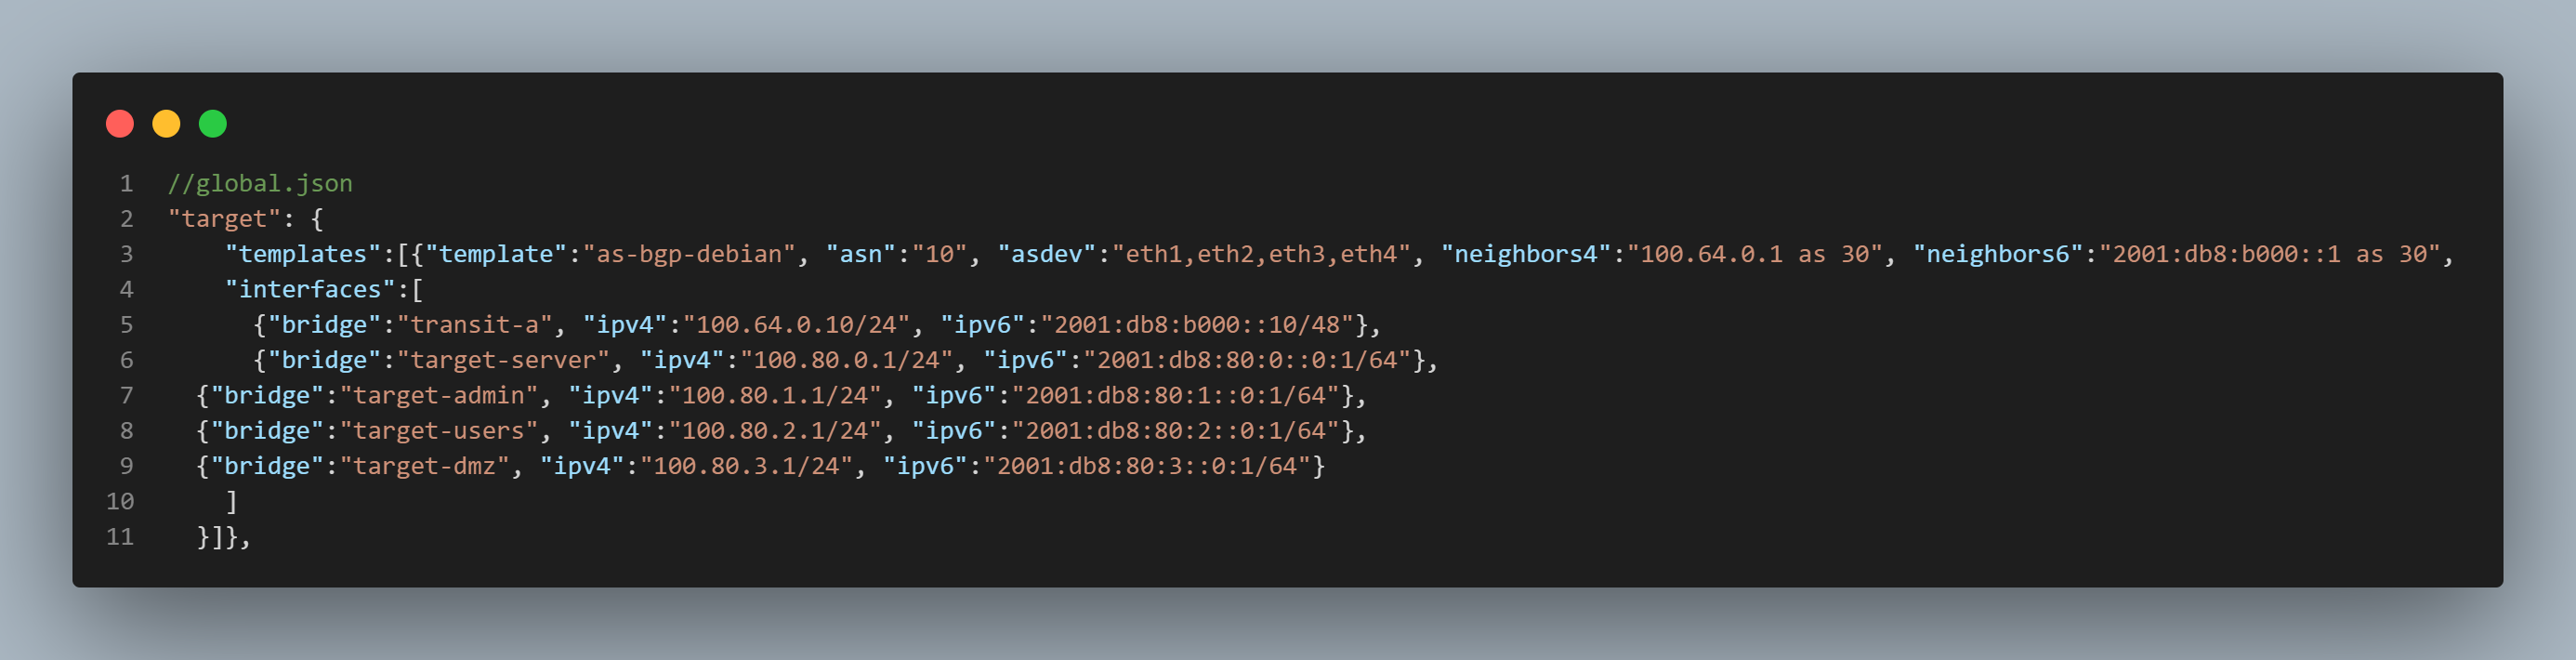 1 //global.json
2 "target": {
3 "templates":[{"template":"as-bgp-debian", "asn":"10", "asdev":"eth1,eth2,eth3,eth4", "neighbors4":"100.64.0.1 as 30", "neighbors6":"2001:db8:b000::1 as 30",
4 "interfaces":[
5 {"bridge":"transit-a", "ipv4":"100.64.0.10/24", "ipv6":"2001:db8:b000::10/48"},
6 {"bridge":"target-server", "ipv4":"100.80.0.1/24", "ipv6":"2001:db8:80:0::0:1/64"},
7 {"bridge":"target-admin", "ipv4":"100.80.1.1/24", "ipv6":"2001:db8:80:1::0:1/64"},
8 {"bridge":"target-users", "ipv4":"100.80.2.1/24", "ipv6":"2001:db8:80:2::0:1/64"},
9 {"bridge":"target-dmz", "ipv4":"100.80.3.1/24", "ipv6":"2001:db8:80:3::0:1/64"}
10 ]
11 }]},